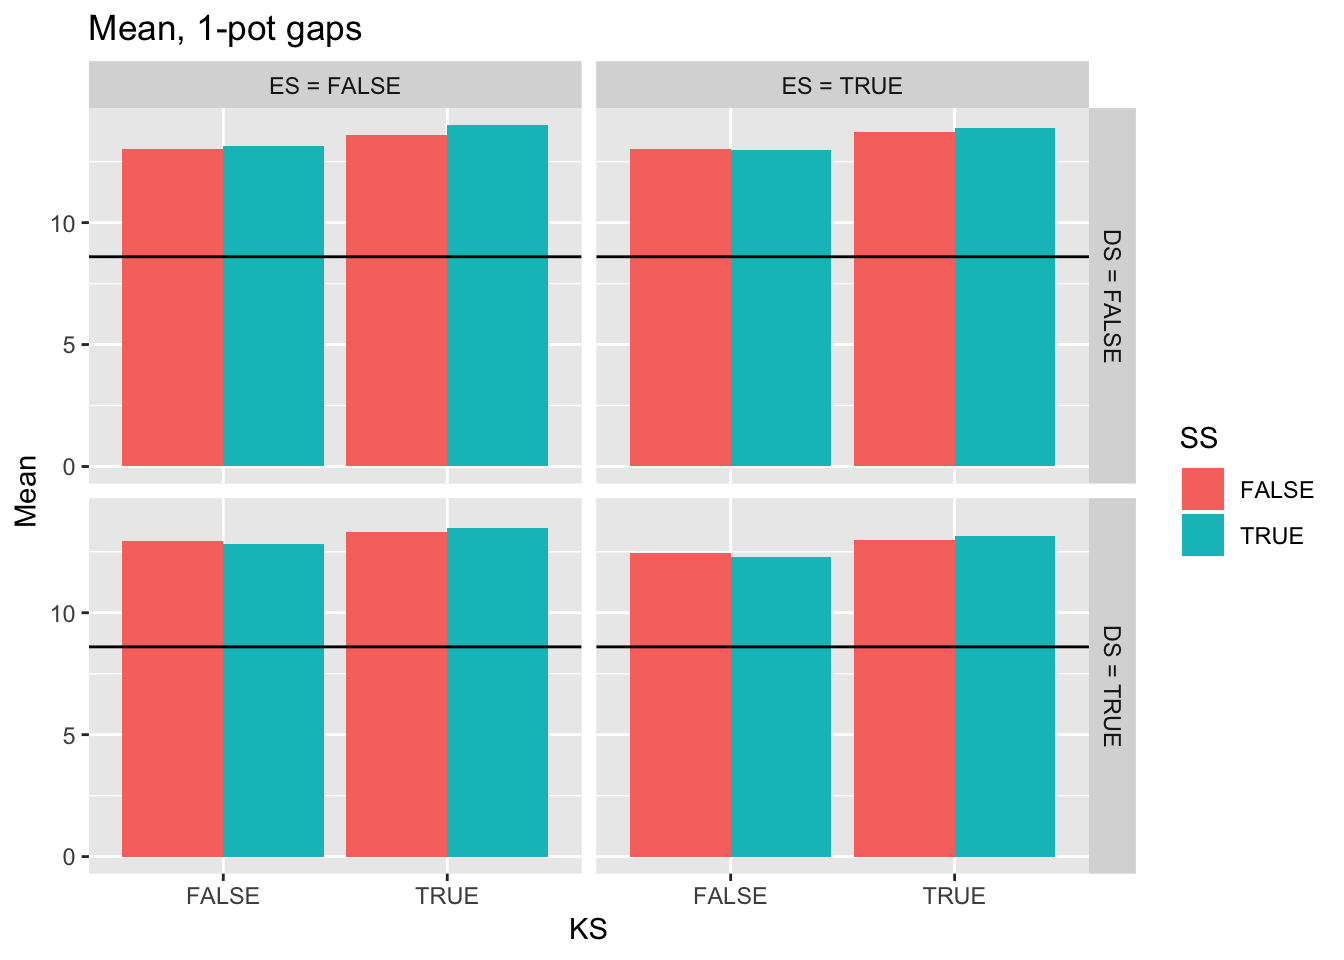 Mean, 1-pot gaps
ES = FALSE
ES = TRUE
10
5
0
DS = FALSE
Mean
10
5
0
DS = TRUE
FALSE
TRUE
FALSE
TRUE
KS
SS
FALSE
TRUE